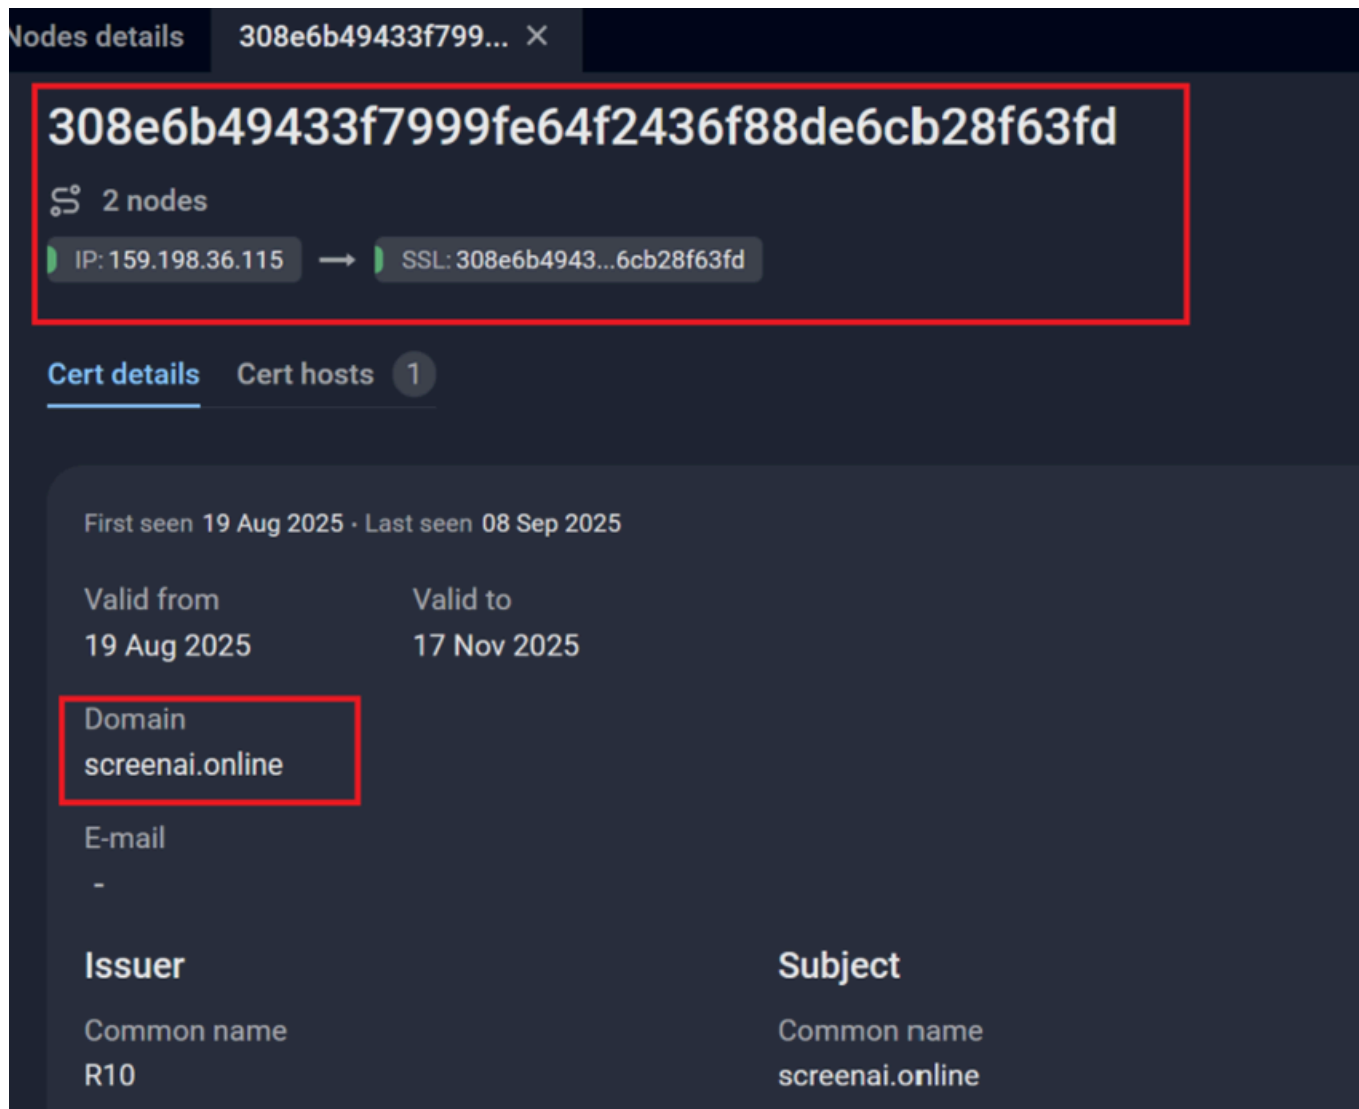 Nodes details 308e6b49433f799... ×
308e6b49433f7999fe64f2436f88de6cb28f63fd
2 nodes
IP: 159.198.36.115 → SSL: 308e6b4943...6cb28f63fd
Cert details Cert hosts 1
First seen 19 Aug 2025 · Last seen 08 Sep 2025
Valid from Valid to
19 Aug 2025 17 Nov 2025
Domain
screenai.online
E-mail
-
Issuer Subject
Common name Common name
R10 screenai.online